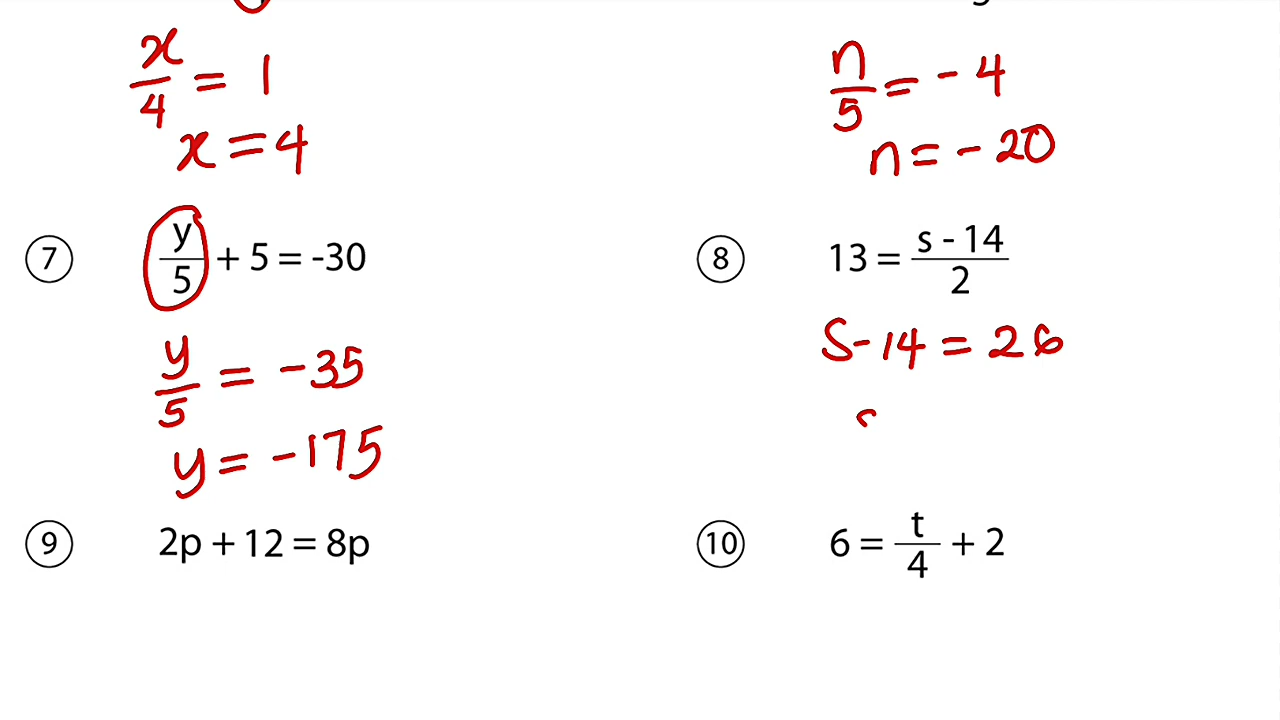 x/4 = 1
x = 4
n/5 = -4
n = -20
7 y/5 + 5 = -30
y/5 = -35
y = -175
8 13 = s - 14/2
S-14 = 26
9 2p + 12 = 8p
10 6 = t/4 + 2